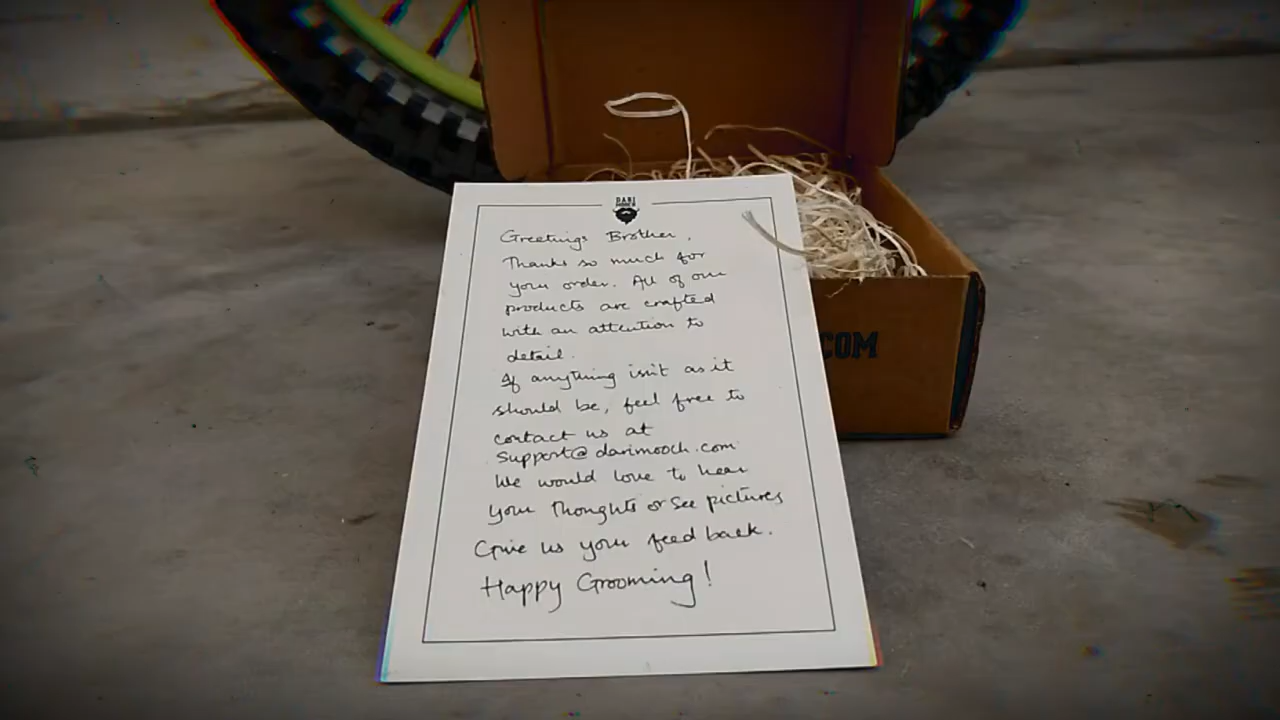 DARI
MOOCH
Greetings Brother,
Thanks so much for
your order. All of our
products are crafted
with an attention to
detail.
If anything isn't as it
should be, feel free to
contact us at
support@darimooch.com
We would love to hear
your thoughts or see pictures
Give us your feed back.
Happy Grooming!
.COM